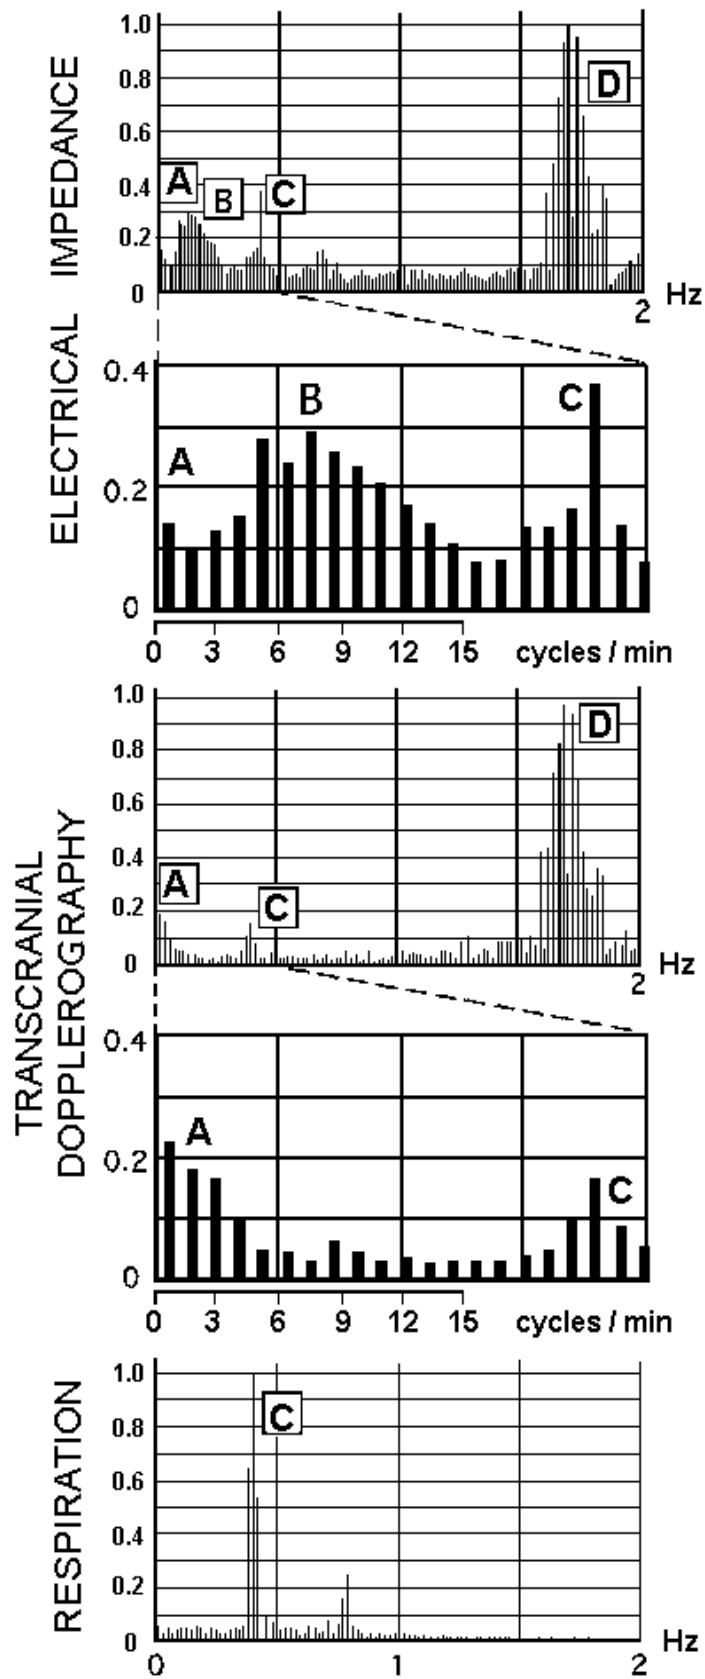 ELECTRICAL IMPEDANCE
1.0
0.8
0.6
0.4
0.2
0
A
B
C
D
2
Hz
0.4
0.2
0
A
B
C
0 3 6 9 12 15 cycles / min
TRANSCRANIAL
DOPPLEROGRAPHY
1.0
0.8
0.6
0.4
0.2
0
A
C
D
2
Hz
0.4
0.2
0
A
C
0 3 6 9 12 15 cycles / min
RESPIRATION
1.0
0.8
0.6
0.4
0.2
0
C
Hz
0 1 2